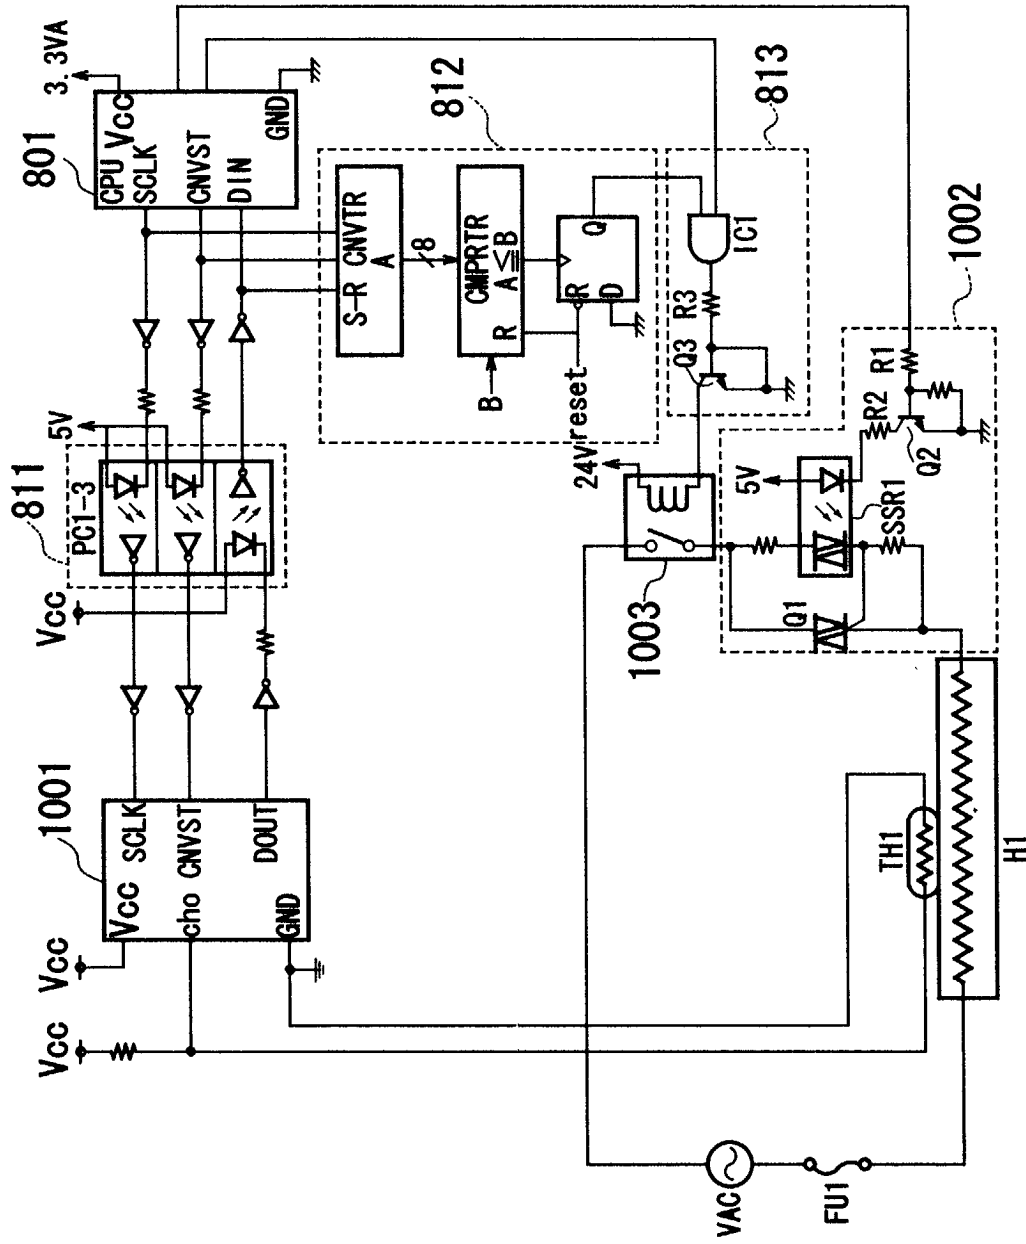 801
3.3VA
CPU Vcc
SCLK
CNVST
DIN
GND
811
PC1-3
5V
Vcc
1001
Vcc
Vcc
Vcc
SCLK
cho CNVST
DOUT
GND
812
S-R CNVTR
A
8
CMPRTR
R A≦B
B
R Q
D
reset
813
IC1
R3
Q3
24V
1003
1002
5V
R1
R2
Q2
SSR1
Q1
TH1
H1
VAC
FU1